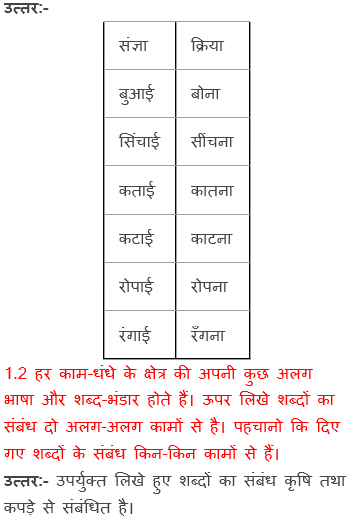 उत्तर:-
संज्ञा क्रिया
बुआई बोना
सिंचाई सींचना
कताई कातना
कटाई काटना
रोपाई रोपना
रंगाई रँगना
1.2 हर काम-धंधे के क्षेत्र की अपनी कुछ अलग
भाषा और शब्द-भंडार होते हैं। ऊपर लिखे शब्दों का
संबंध दो अलग-अलग कामों से है। पहचानो कि दिए
गए शब्दों के संबंध किन-किन कामों से हैं।
उत्तर:- उपर्युक्त लिखे हुए शब्दों का संबंध कृषि तथा
कपड़े से संबंधित है।